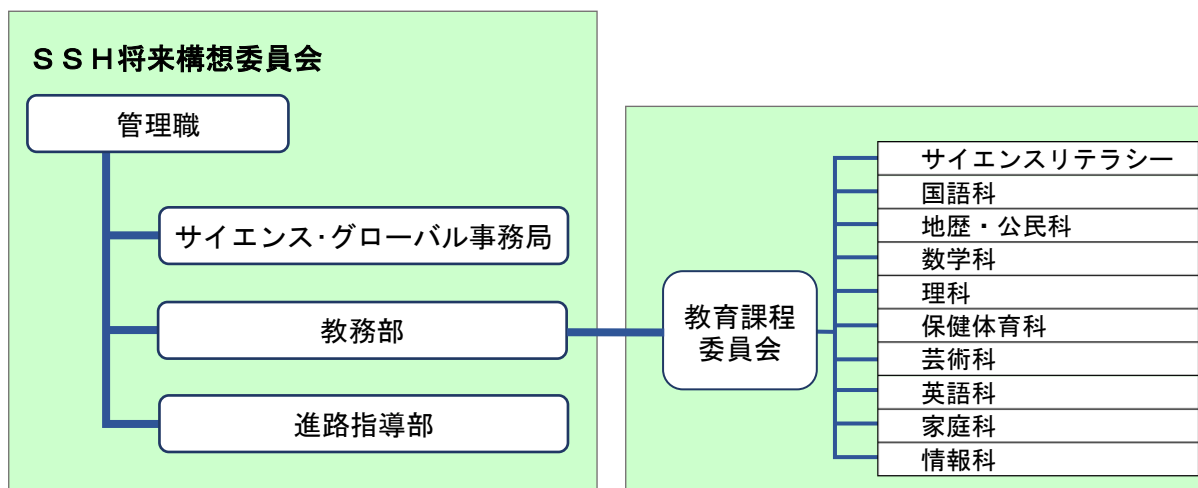 ＳＳＨ将来構想委員会
管理職
サイエンス・グローバル事務局
教務部
進路指導部
教育課程
委員会
サイエンスリテラシー
国語科
地歴・公民科
数学科
理科
保健体育科
芸術科
英語科
家庭科
情報科